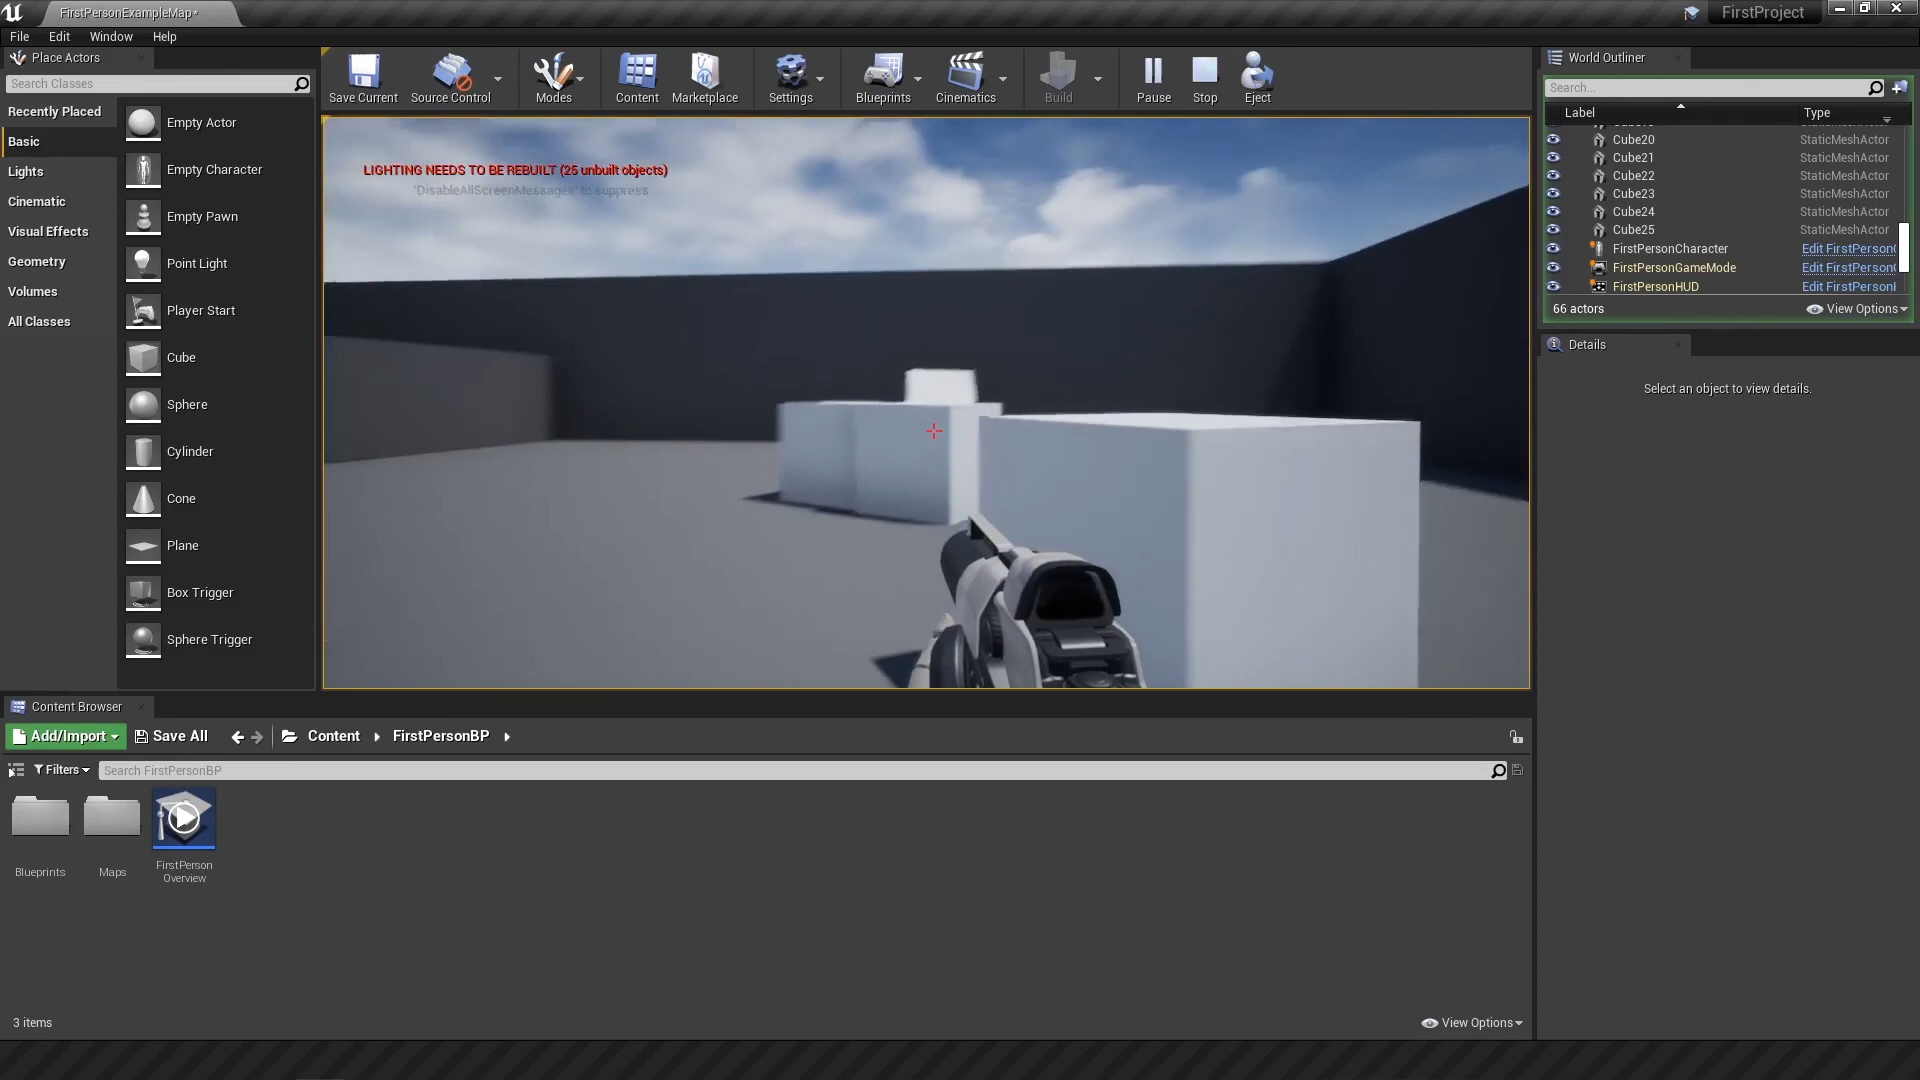 FirstPersonExampleMap*
FirstProject
File Edit Window Help
Place Actors
Search Classes
Recently Placed
Basic
Lights
Cinematic
Visual Effects
Geometry
Volumes
All Classes
Empty Actor
Empty Character
Empty Pawn
Point Light
Player Start
Cube
Sphere
Cylinder
Cone
Plane
Box Trigger
Sphere Trigger
Save Current
Source Control
Modes
Content
Marketplace
Settings
Blueprints
Cinematics
Build
Pause
Stop
Eject
LIGHTING NEEDS TO BE REBUILT (25 unbuilt objects)
'DisableAllScreenMessages' to suppress
World Outliner
Search...
Label Type
Cube20 StaticMeshActor
Cube21 StaticMeshActor
Cube22 StaticMeshActor
Cube23 StaticMeshActor
Cube24 StaticMeshActor
Cube25 StaticMeshActor
FirstPersonCharacter Edit FirstPerson
FirstPersonGameMode Edit FirstPerson
FirstPersonHUD Edit FirstPerson
66 actors View Options
Details
Select an object to view details.
Content Browser
Add/Import Save All Content FirstPersonBP
Filters Search FirstPersonBP
Blueprints
Maps
FirstPerson
Overview
3 items View Options